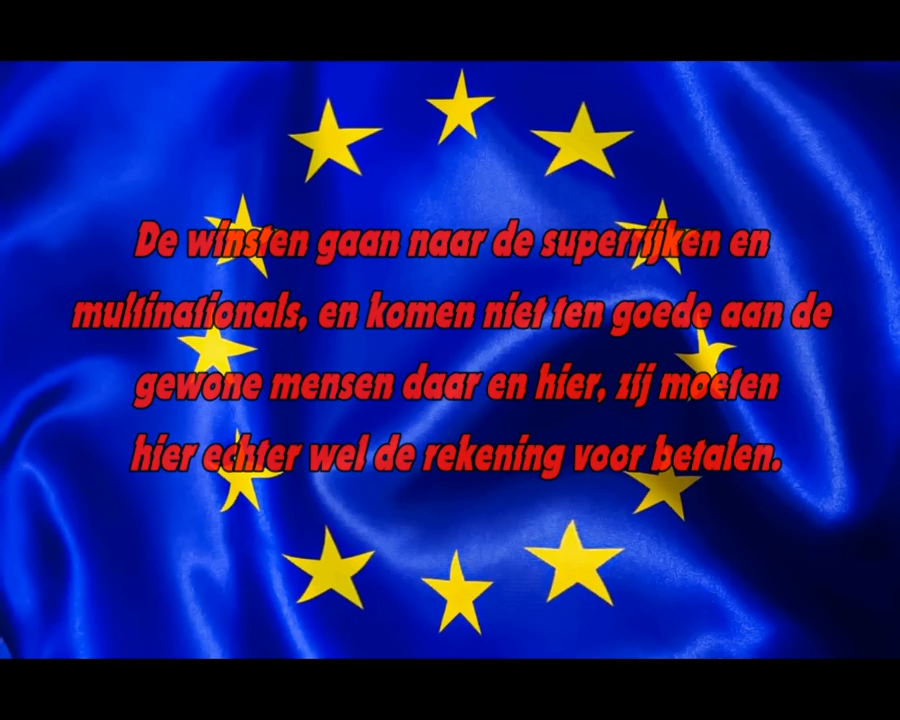 De winsten gaan naar de superrijken en
multinationals, en komen niet ten goede aan de
gewone mensen daar en hier, zij moeten
hier echter wel de rekening voor betalen.